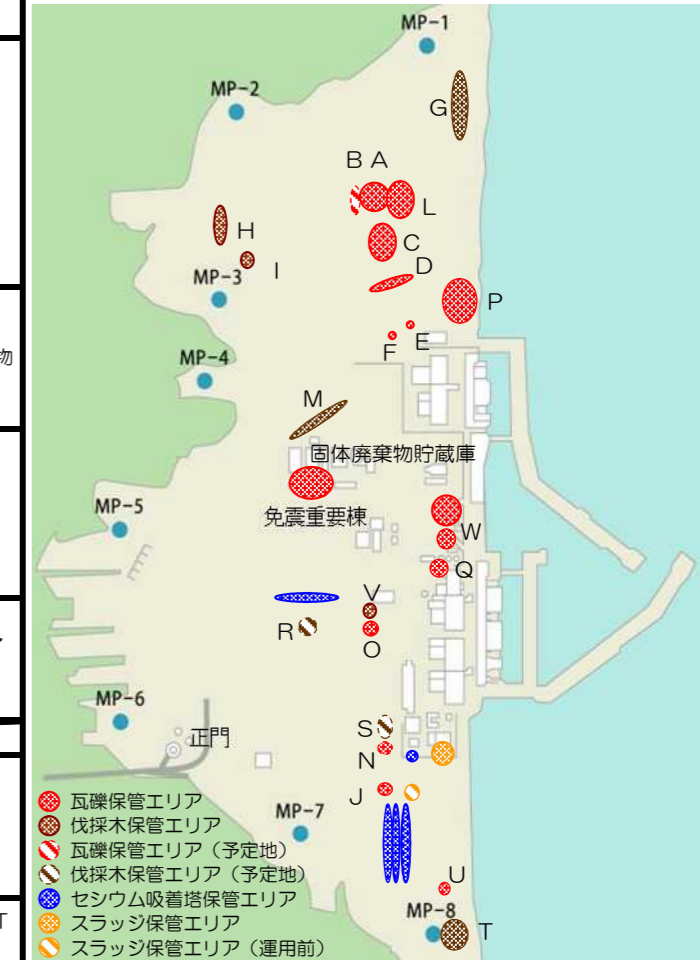 MP-1
MP-2
G
B A
L
H
C
I
D
MP-3
P
E
F
物
MP-4
M
固体廃棄物貯蔵庫
MP-5
免震重要棟
W
Q
V
R
O
MP-6
S
正門
N
J
瓦礫保管エリア
伐採木保管エリア
MP-7
瓦礫保管エリア（予定地）
伐採木保管エリア（予定地）
U
セシウム吸着塔保管エリア
MP-8
T
スラッジ保管エリア
T
スラッジ保管エリア（運用前）